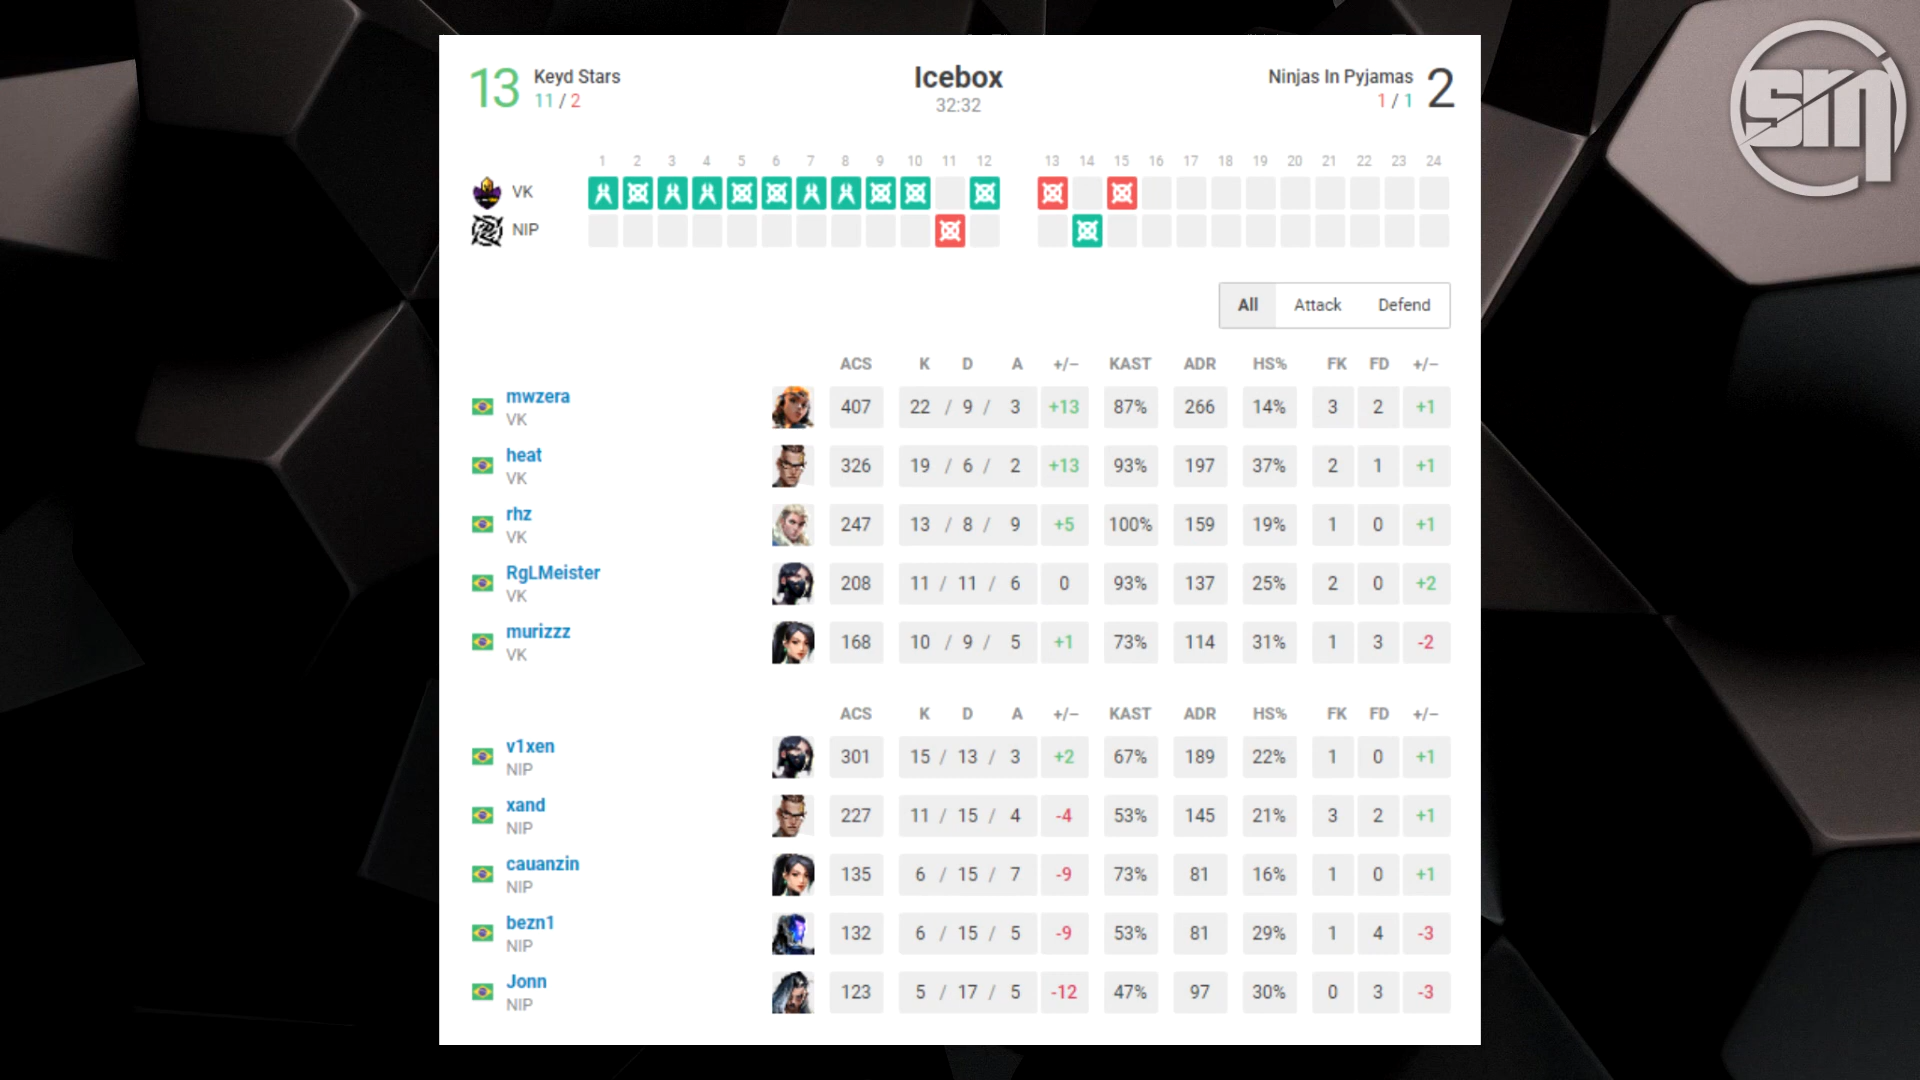 13 Keyd Stars Icebox Ninjas In Pyjamas 2
11 / 2 32:32 1 / 1
1 2 3 4 5 6 7 8 9 10 11 12 13 14 15 16 17 18 19 20 21 22 23 24
VK
NIP
All Attack Defend
ACS K D A +/– KAST ADR HS% FK FD +/–
mwzera
VK
407 22 / 9 / 3 +13 87% 266 14% 3 2 +1
heat
VK
326 19 / 6 / 2 +13 93% 197 37% 2 1 +1
rhz
VK
247 13 / 8 / 9 +5 100% 159 19% 1 0 +1
RgLMeister
VK
208 11 / 11 / 6 0 93% 137 25% 2 0 +2
murizzz
VK
168 10 / 9 / 5 +1 73% 114 31% 1 3 -2
ACS K D A +/– KAST ADR HS% FK FD +/–
v1xen
NIP
301 15 / 13 / 3 +2 67% 189 22% 1 0 +1
xand
NIP
227 11 / 15 / 4 -4 53% 145 21% 3 2 +1
cauanzin
NIP
135 6 / 15 / 7 -9 73% 81 16% 1 0 +1
bezn1
NIP
132 6 / 15 / 5 -9 53% 81 29% 1 4 -3
Jonn
NIP
123 5 / 17 / 5 -12 47% 97 30% 0 3 -3